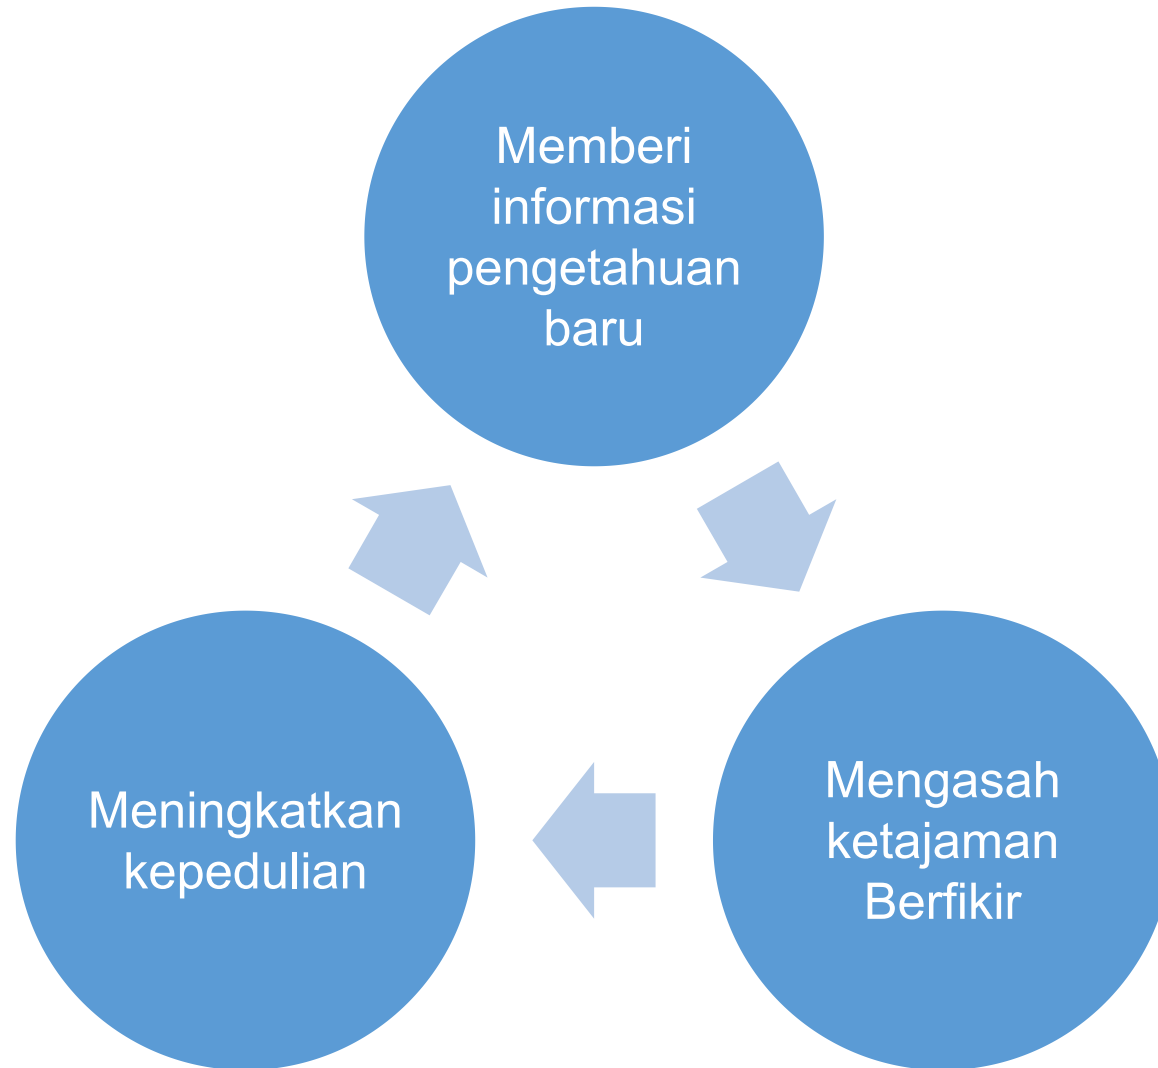 Memberi
informasi
pengetahuan
baru
Mengasah
ketajaman
Berfikir
Meningkatkan
kepedulian